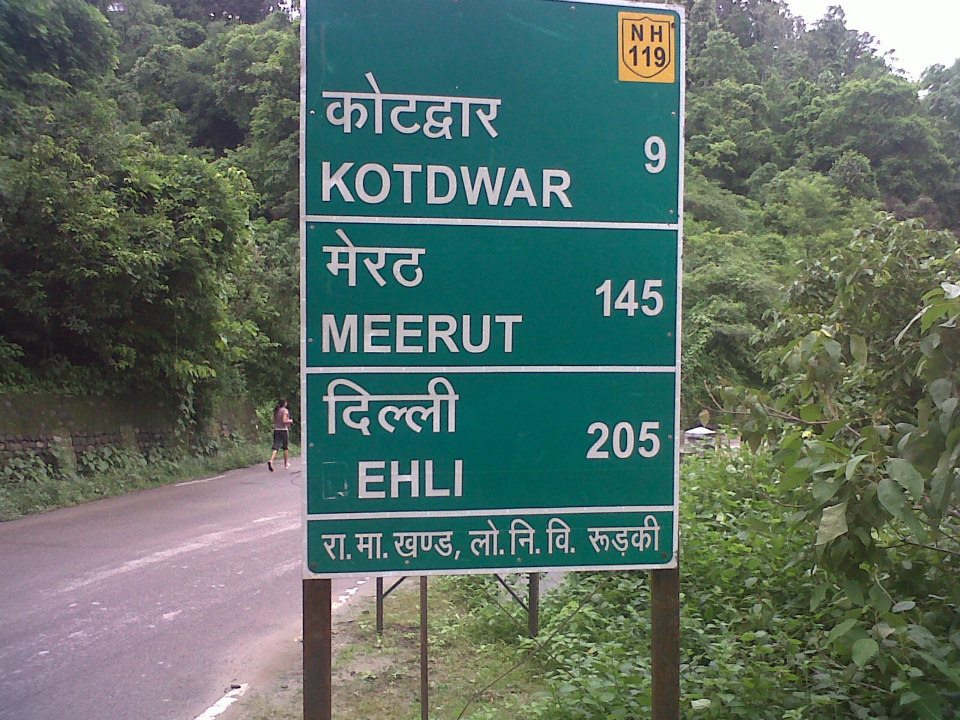 NH
119
कोटद्वार
KOTDWAR 9
मेरठ
MEERUT 145
दिल्ली
EHLI 205
रा.मा.खण्ड, लो.नि.वि. रूड़की